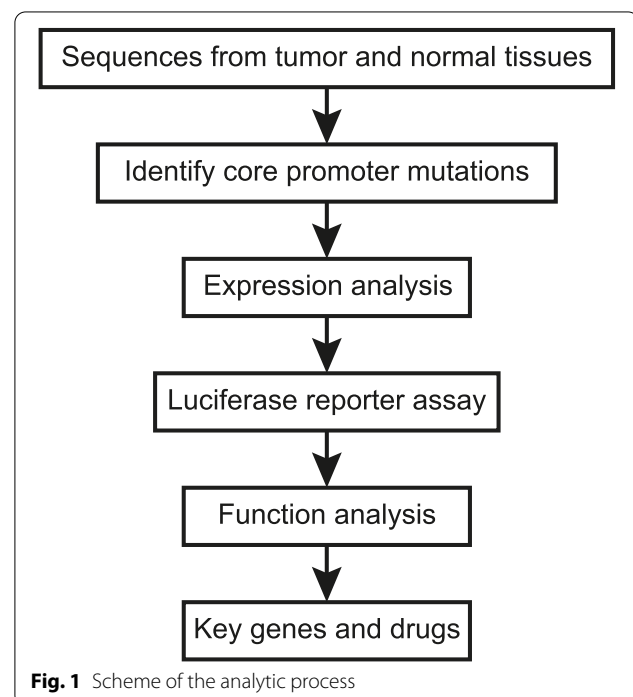 Sequences from tumor and normal tissues
Identify core promoter mutations
Expression analysis
Luciferase reporter assay
Function analysis
Key genes and drugs
Fig. 1 Scheme of the analytic process